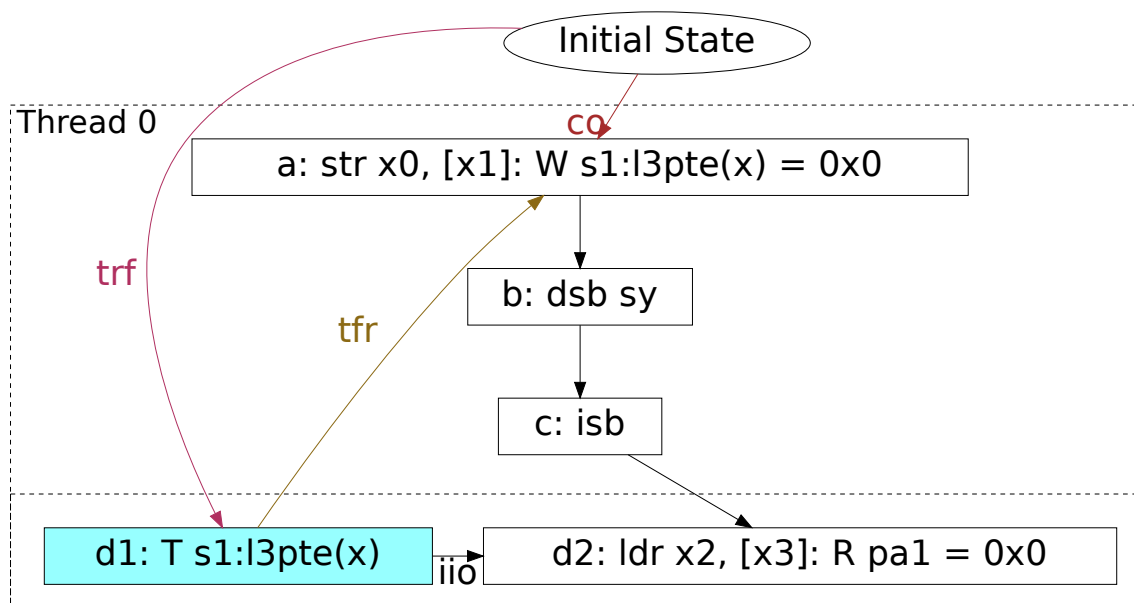 Initial State
Thread 0
co
a: str x0, [x1]: W s1:l3pte(x) = 0x0
trf
b: dsb sy
tfr
c: isb
d1: T s1:l3pte(x)
iio
d2: ldr x2, [x3]: R pa1 = 0x0